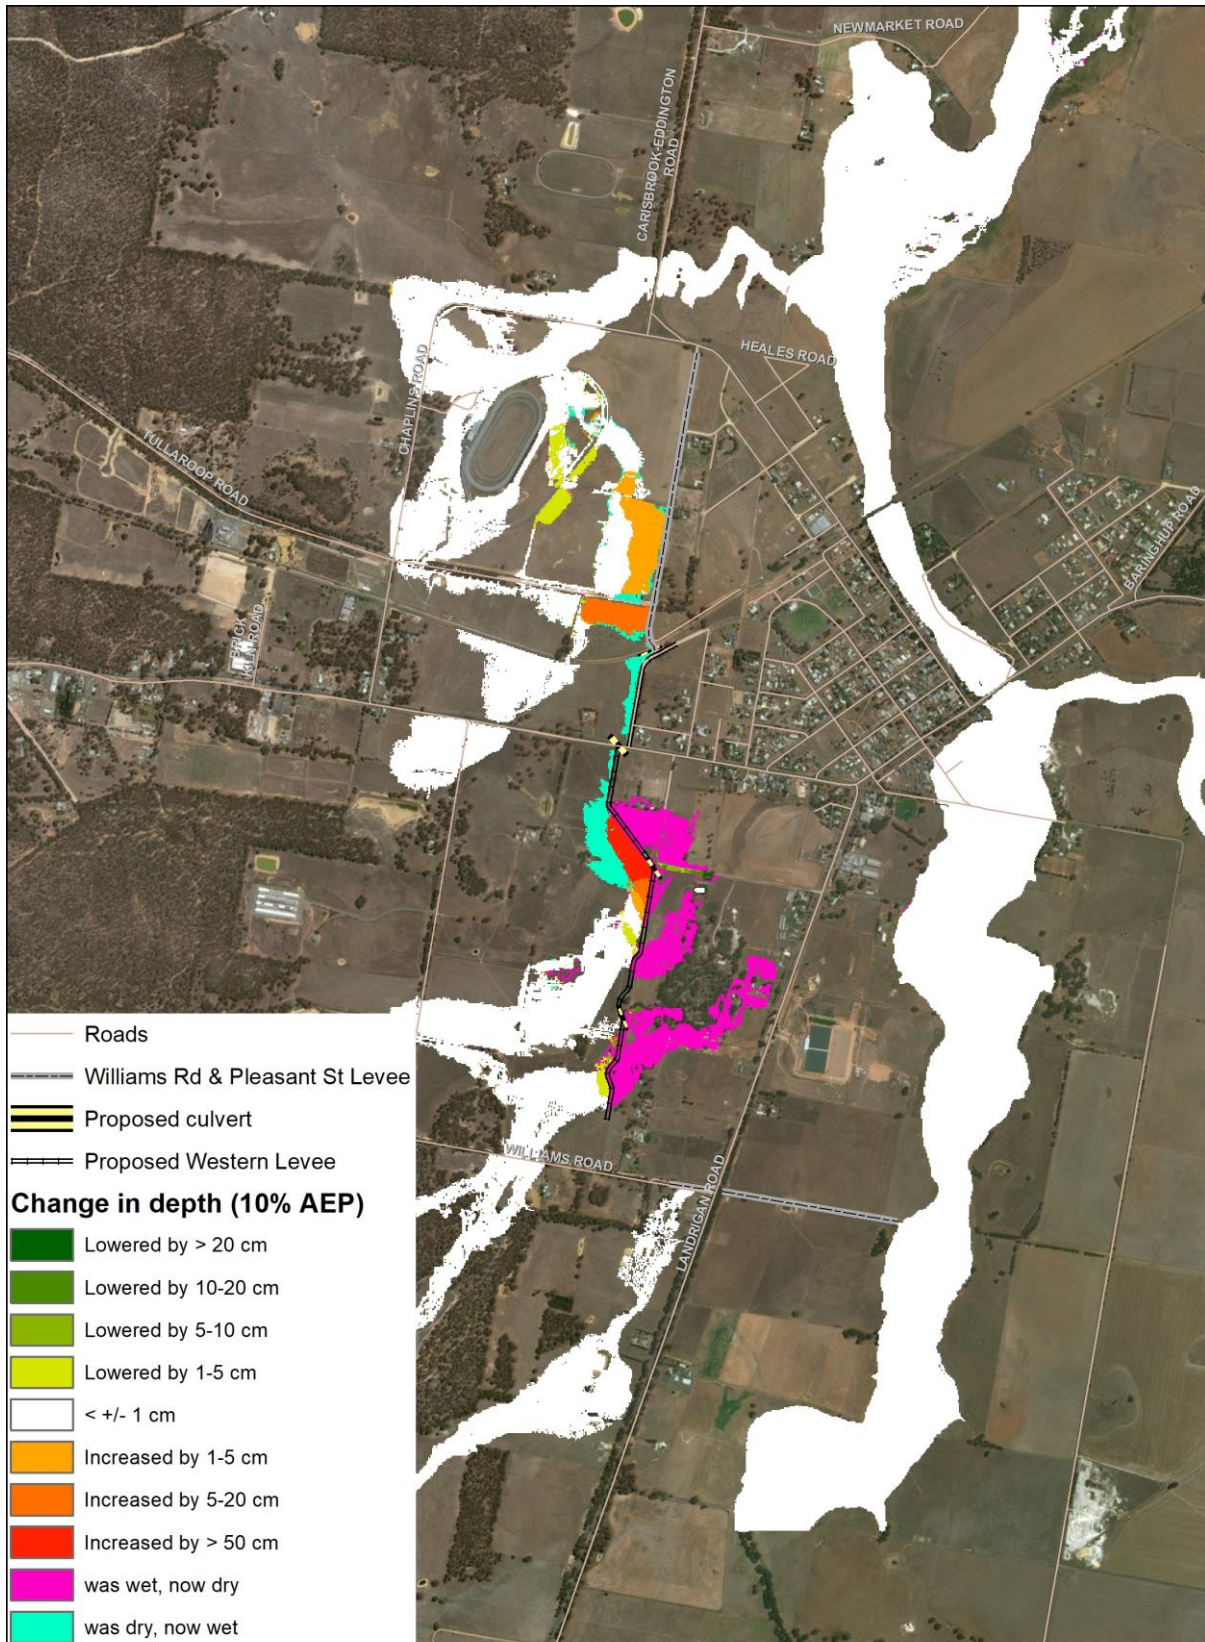 NEWMARKET ROAD
CARISBROOK-EDDINGTON
ROAD
HEALES ROAD
CHAPLINS ROAD
TULLAROOP ROAD
BARINGHUP ROAD
BRICK
KILN ROAD
WILLIAMS ROAD
LANDRIGAN ROAD
Roads
Williams Rd & Pleasant St Levee
Proposed culvert
Proposed Western Levee
Change in depth (10% AEP)
Lowered by > 20 cm
Lowered by 10-20 cm
Lowered by 5-10 cm
Lowered by 1-5 cm
< +/- 1 cm
Increased by 1-5 cm
Increased by 5-20 cm
Increased by > 50 cm
was wet, now dry
was dry, now wet